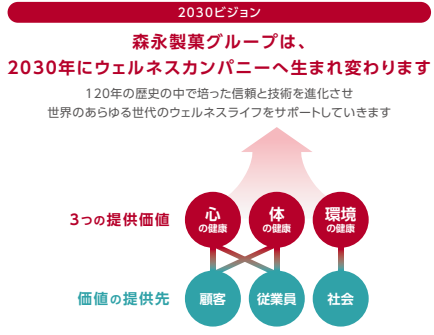 2030ビジョン
森永製菓グループは、
2030年にウェルネスカンパニーへ生まれ変わります
120年の歴史の中で培った信頼と技術を進化させ
世界のあらゆる世代のウェルネスライフをサポートしていきます
3つの提供価値
心
の健康
体
の健康
環境
の健康
価値の提供先
顧客
従業員
社会